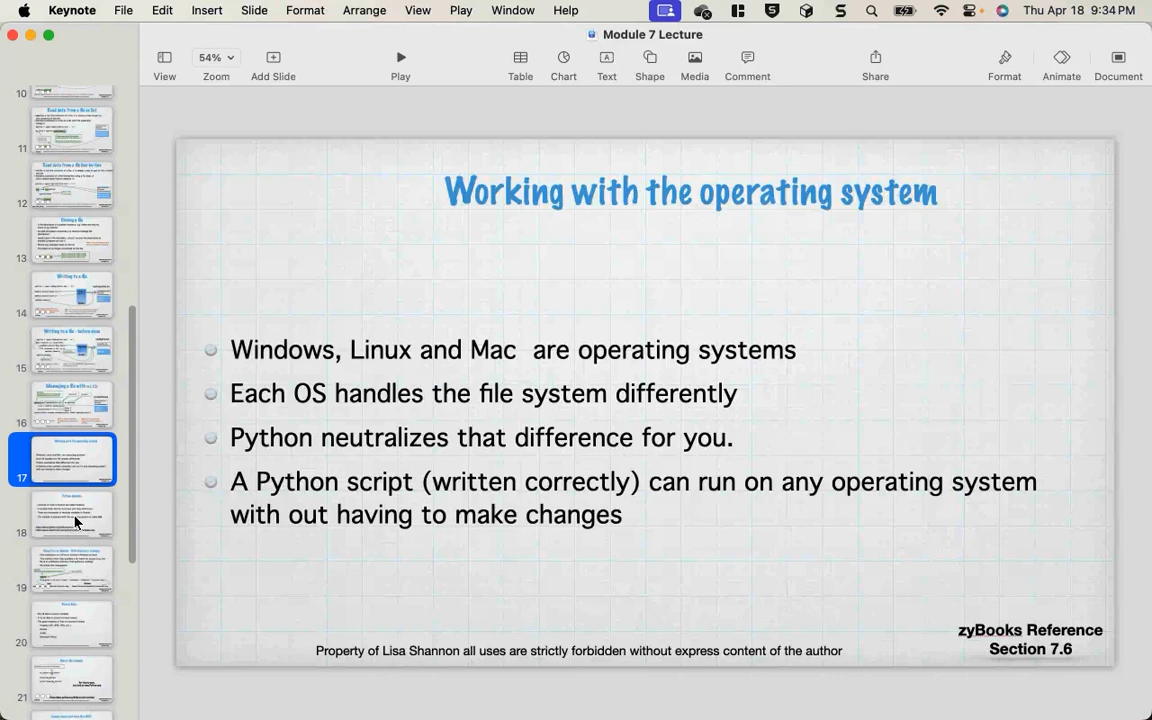 Keynote File Edit Insert Slide Format Arrange View Play Window Help Thu Apr 18 9:34 PM
Module 7 Lecture
54%
View Zoom Add Slide Play Table Chart Text Shape Media Comment Share Format Animate Document
10
11
12
13
14
15
16
17
18
19
20
21
Working with the operating system
Windows, Linux and Mac are operating systems
Each OS handles the file system differently
Python neutralizes that difference for you.
A Python script (written correctly) can run on any operating system
with out having to make changes
zyBooks Reference
Section 7.6
Property of Lisa Shannon all uses are strictly forbidden without express content of the author